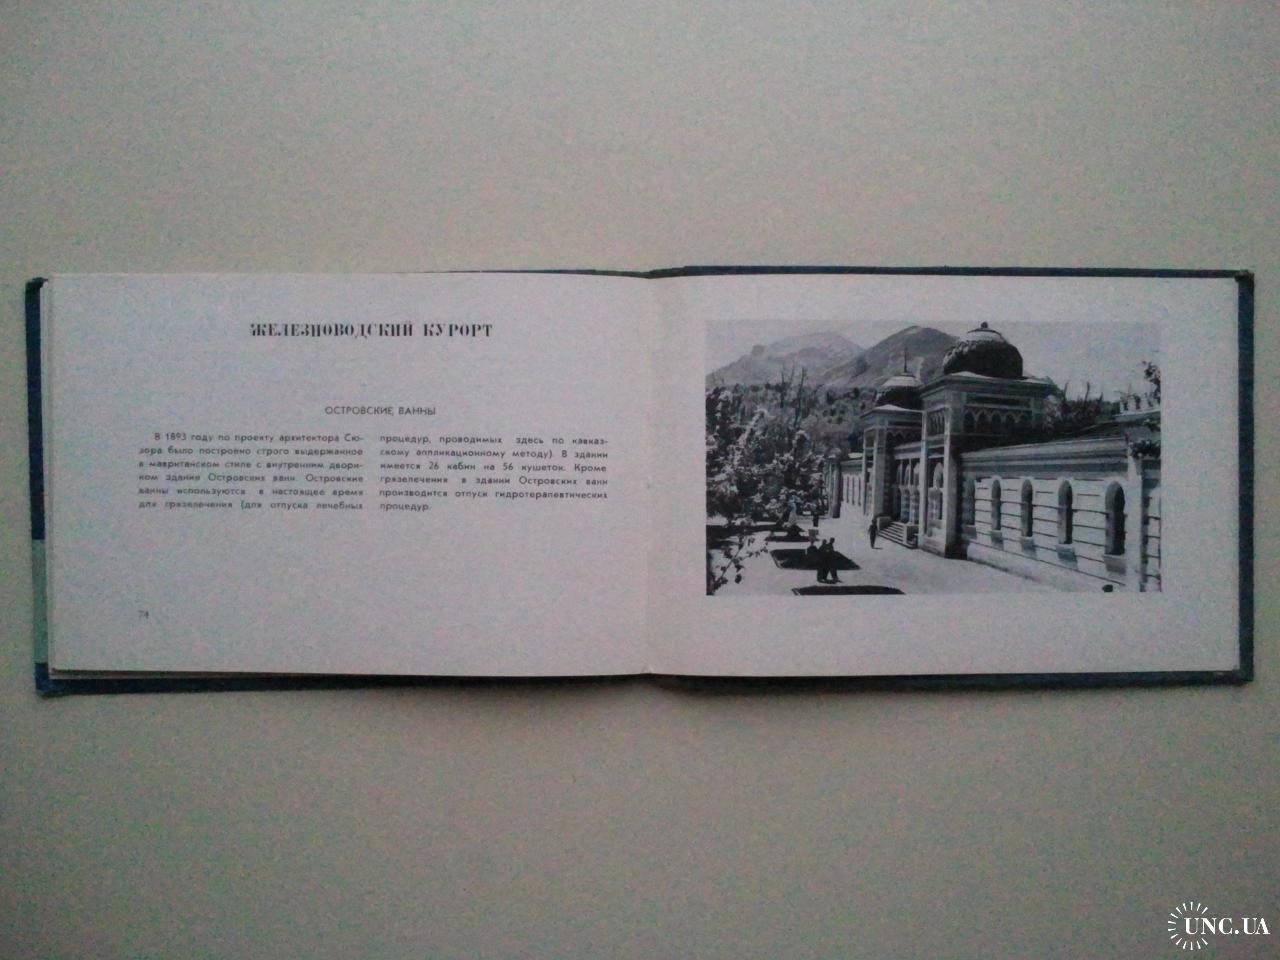 ЖЕЛЕЗНОВОДСКИЙ КУРОРТ
ОСТРОВСКИЕ ВАННЫ
В 1893 году по проекту архитектора Сю-
зора было построено строго выдержанное
в мавританском стиле с внутренним двори-
ком здание Островских ванн. Островские
ванны используются в настоящее время
для грязелечения (для отпуска лечебных
процедур, проводимых здесь по кавказ-
скому аппликационному методу). В здании
имеется 26 кабин на 56 кушеток. Кроме
грязелечения в здании Островских ванн
производится отпуск гидротерапевтических
процедур.
74
UNC.UA